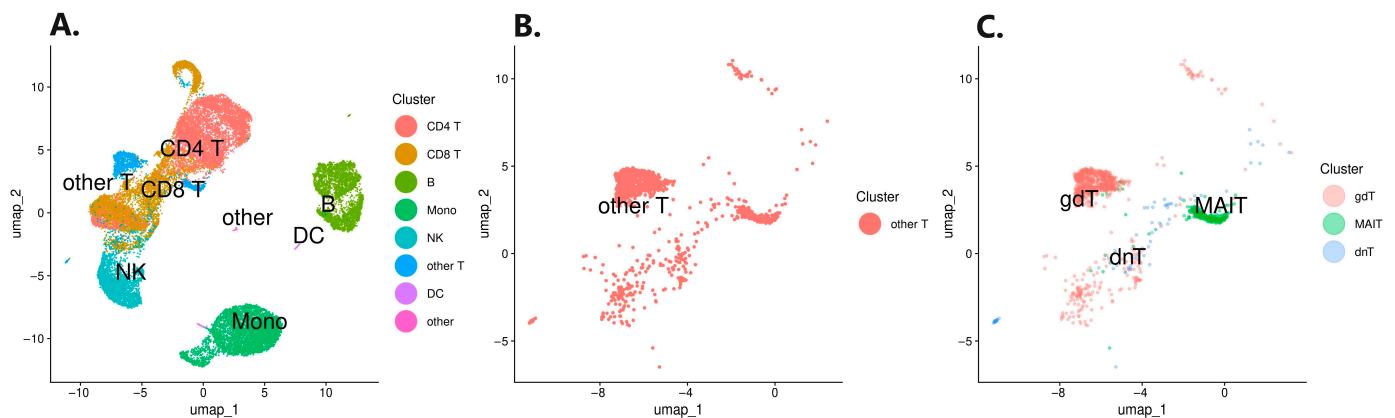 A.
10
5
0
−5
−10
umap_2
−10 −5 0 5 10
umap_1
CD4 T
other T
CD8 T
B
other
DC
NK
Mono
Cluster
CD4 T
CD8 T
B
Mono
NK
other T
DC
other
B.
10
5
0
−5
umap_2
−8 −4 0
umap_1
other T
Cluster
other T
C.
10
5
0
−5
umap_2
−8 −4 0
umap_1
gdT
MAIT
dnT
Cluster
gdT
MAIT
dnT